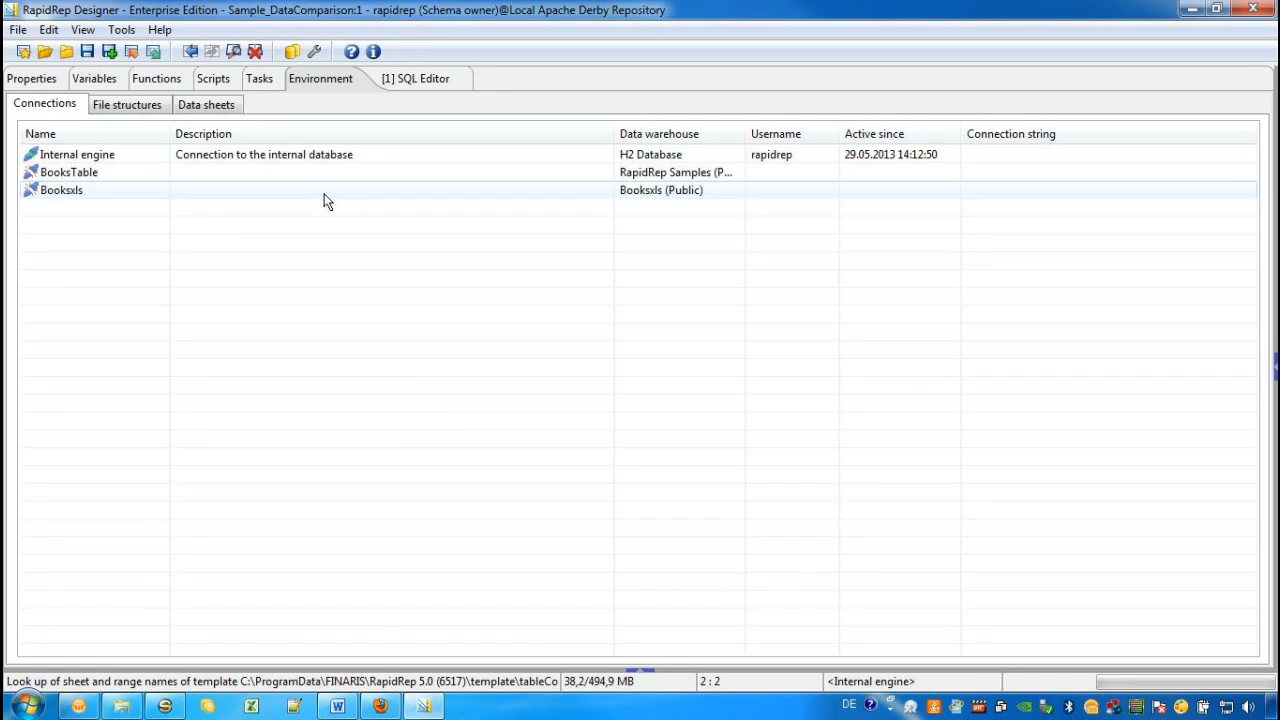 RapidRep Designer - Enterprise Edition - Sample_DataComparison:1 - rapidrep (Schema owner)@Local Apache Derby Repository
File Edit View Tools Help
Properties Variables Functions Scripts Tasks Environment [1] SQL Editor
Connections File structures Data sheets
Name Description Data warehouse Username Active since Connection string
Internal engine Connection to the internal database H2 Database rapidrep 29.05.2013 14:12:50
BooksTable RapidRep Samples (P...
Booksxls Booksxls (Public)
Look up of sheet and range names of template C:\ProgramData\FINARIS\RapidRep 5.0 (6517)\template\tableCo 38,2/494,9 MB 2 : 2 <Internal engine>
DE